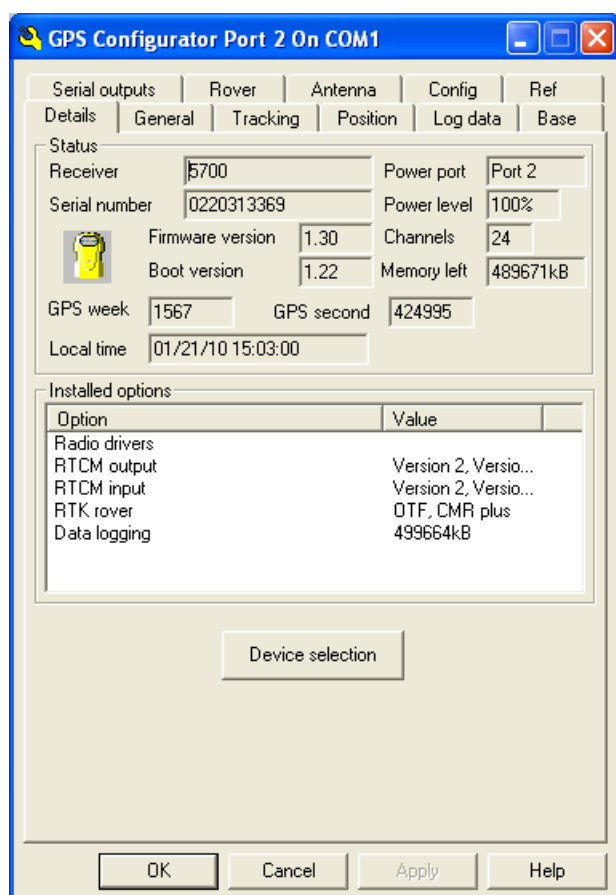 GPS Configurator Port 2 On COM1
Serial outputs Rover Antenna Config Ref
Details General Tracking Position Log data Base
Status
Receiver 5700 Power port Port 2
Serial number 0220313369 Power level 100%
Firmware version 1.30 Channels 24
Boot version 1.22 Memory left 489671kB
GPS week 1567 GPS second 424995
Local time 01/21/10 15:03:00
Installed options
Option Value
Radio drivers
RTCM output Version 2, Versio...
RTCM input Version 2, Versio...
RTK rover OTF, CMR plus
Data logging 499664kB
Device selection
OK Cancel Apply Help